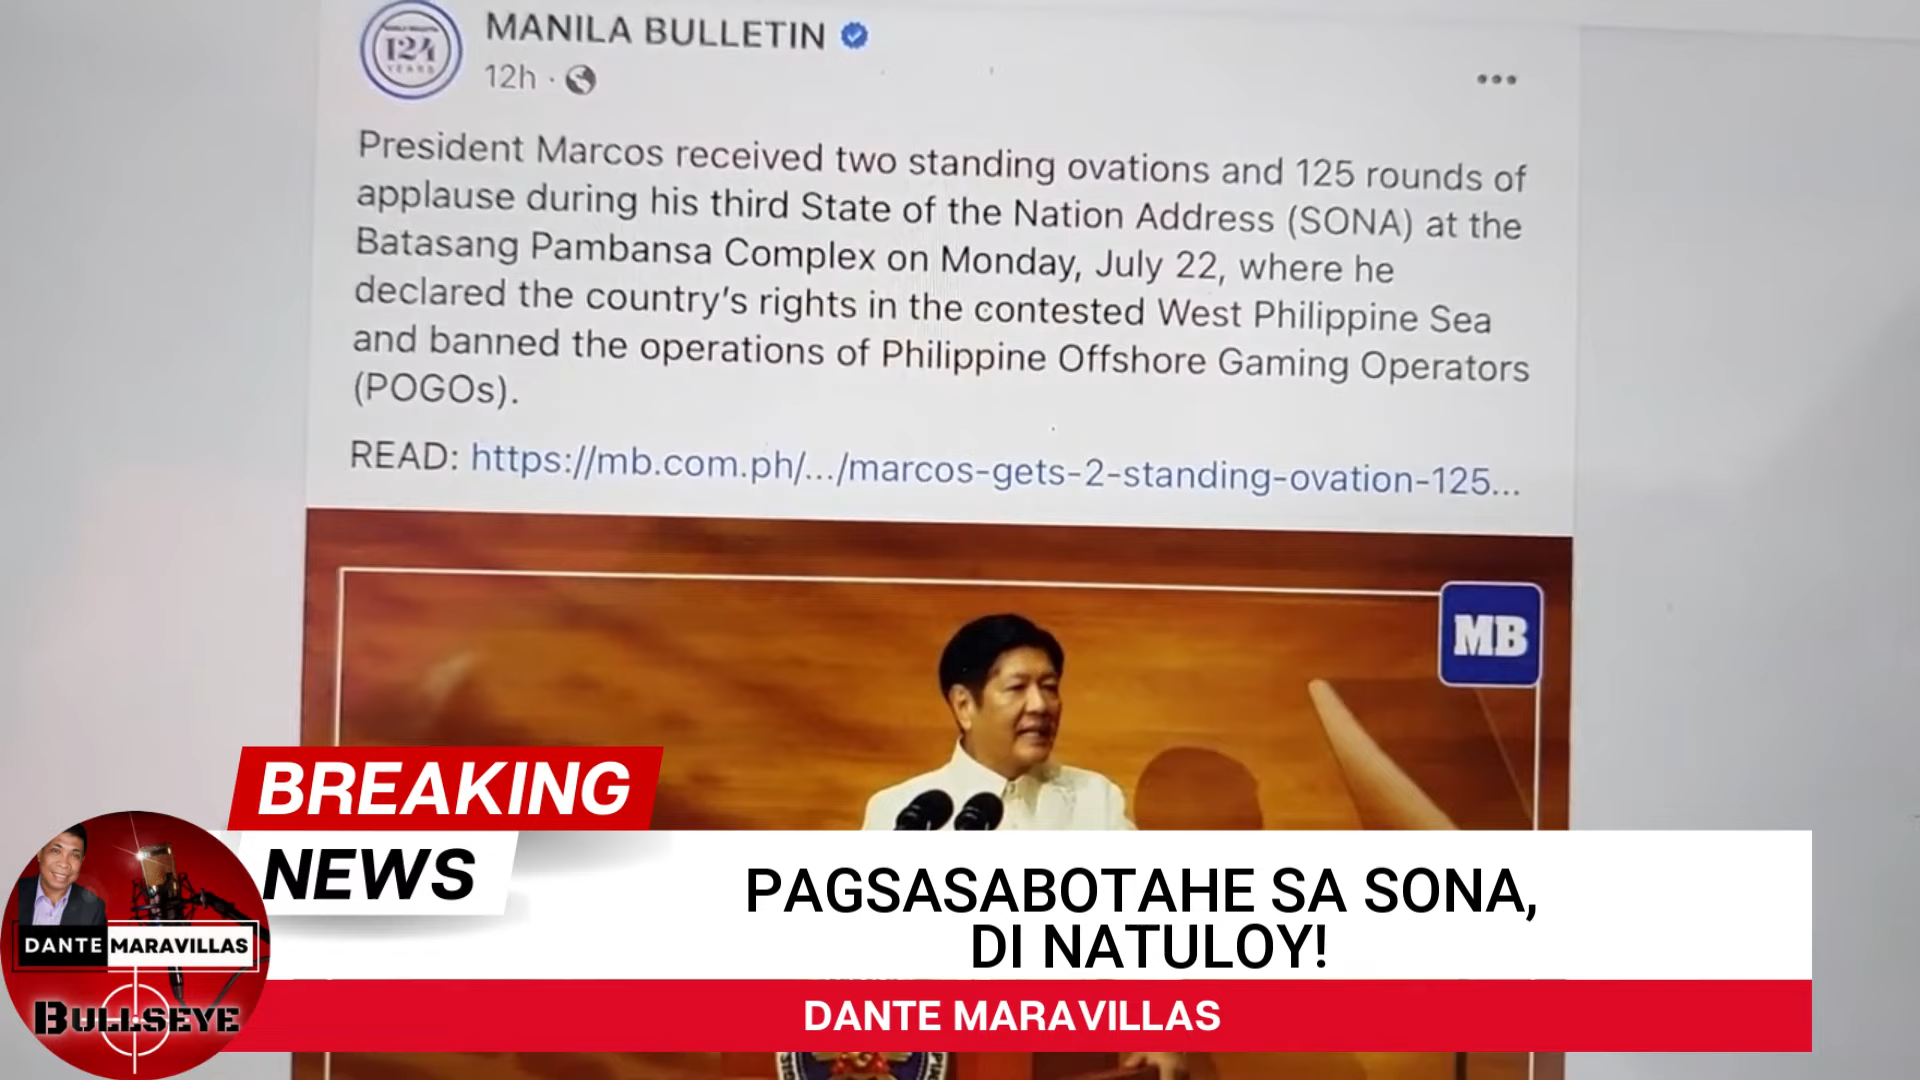 MANILA BULLETIN
12h
124
YEARS
President Marcos received two standing ovations and 125 rounds of
applause during his third State of the Nation Address (SONA) at the
Batasang Pambansa Complex on Monday, July 22, where he
declared the country's rights in the contested West Philippine Sea
and banned the operations of Philippine Offshore Gaming Operators
(POGOs).
READ: https://mb.com.ph/.../marcos-gets-2-standing-ovation-125...
MB
BREAKING
NEWS
PAGSASABOTAHE SA SONA,
DI NATULOY!
DANTE MARAVILLAS
DANTE MARAVILLAS
BULLSEYE